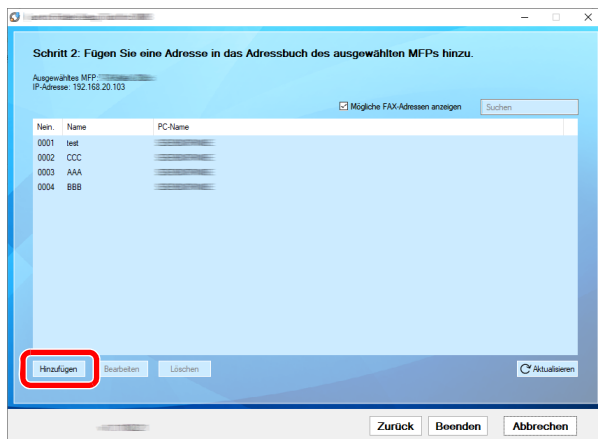 Schritt 2: Fügen Sie eine Adresse in das Adressbuch des ausgewählten MFPs hinzu.
Ausgewähltes MFP:
IP-Adresse: 192.168.20.103
Mögliche FAX-Adressen anzeigen Suchen
Nein. Name PC-Name
0001 test
0002 CCC
0003 AAA
0004 BBB
Hinzufügen Bearbeiten Löschen Aktualisieren
Zurück Beenden Abbrechen